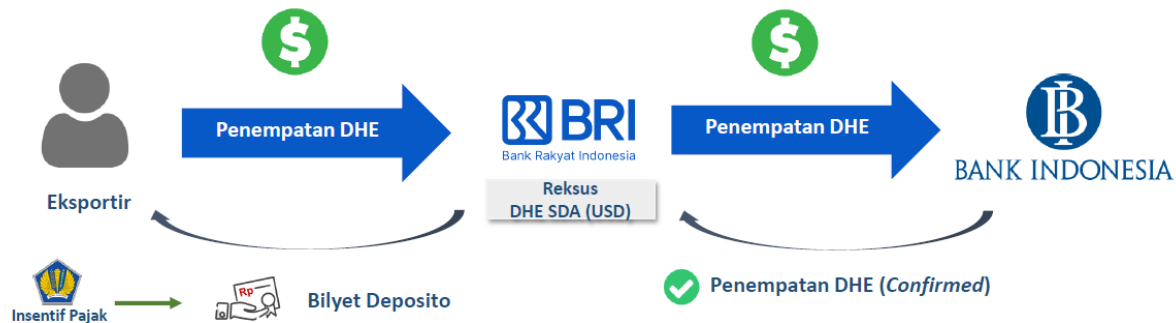 $
$
Penempatan DHE
BRI
Bank Rakyat Indonesia
Penempatan DHE
BI
BANK INDONESIA
Eksportir
Reksus
DHE SDA (USD)
Insentif Pajak
Rp
Bilyet Deposito
Penempatan DHE (Confirmed)